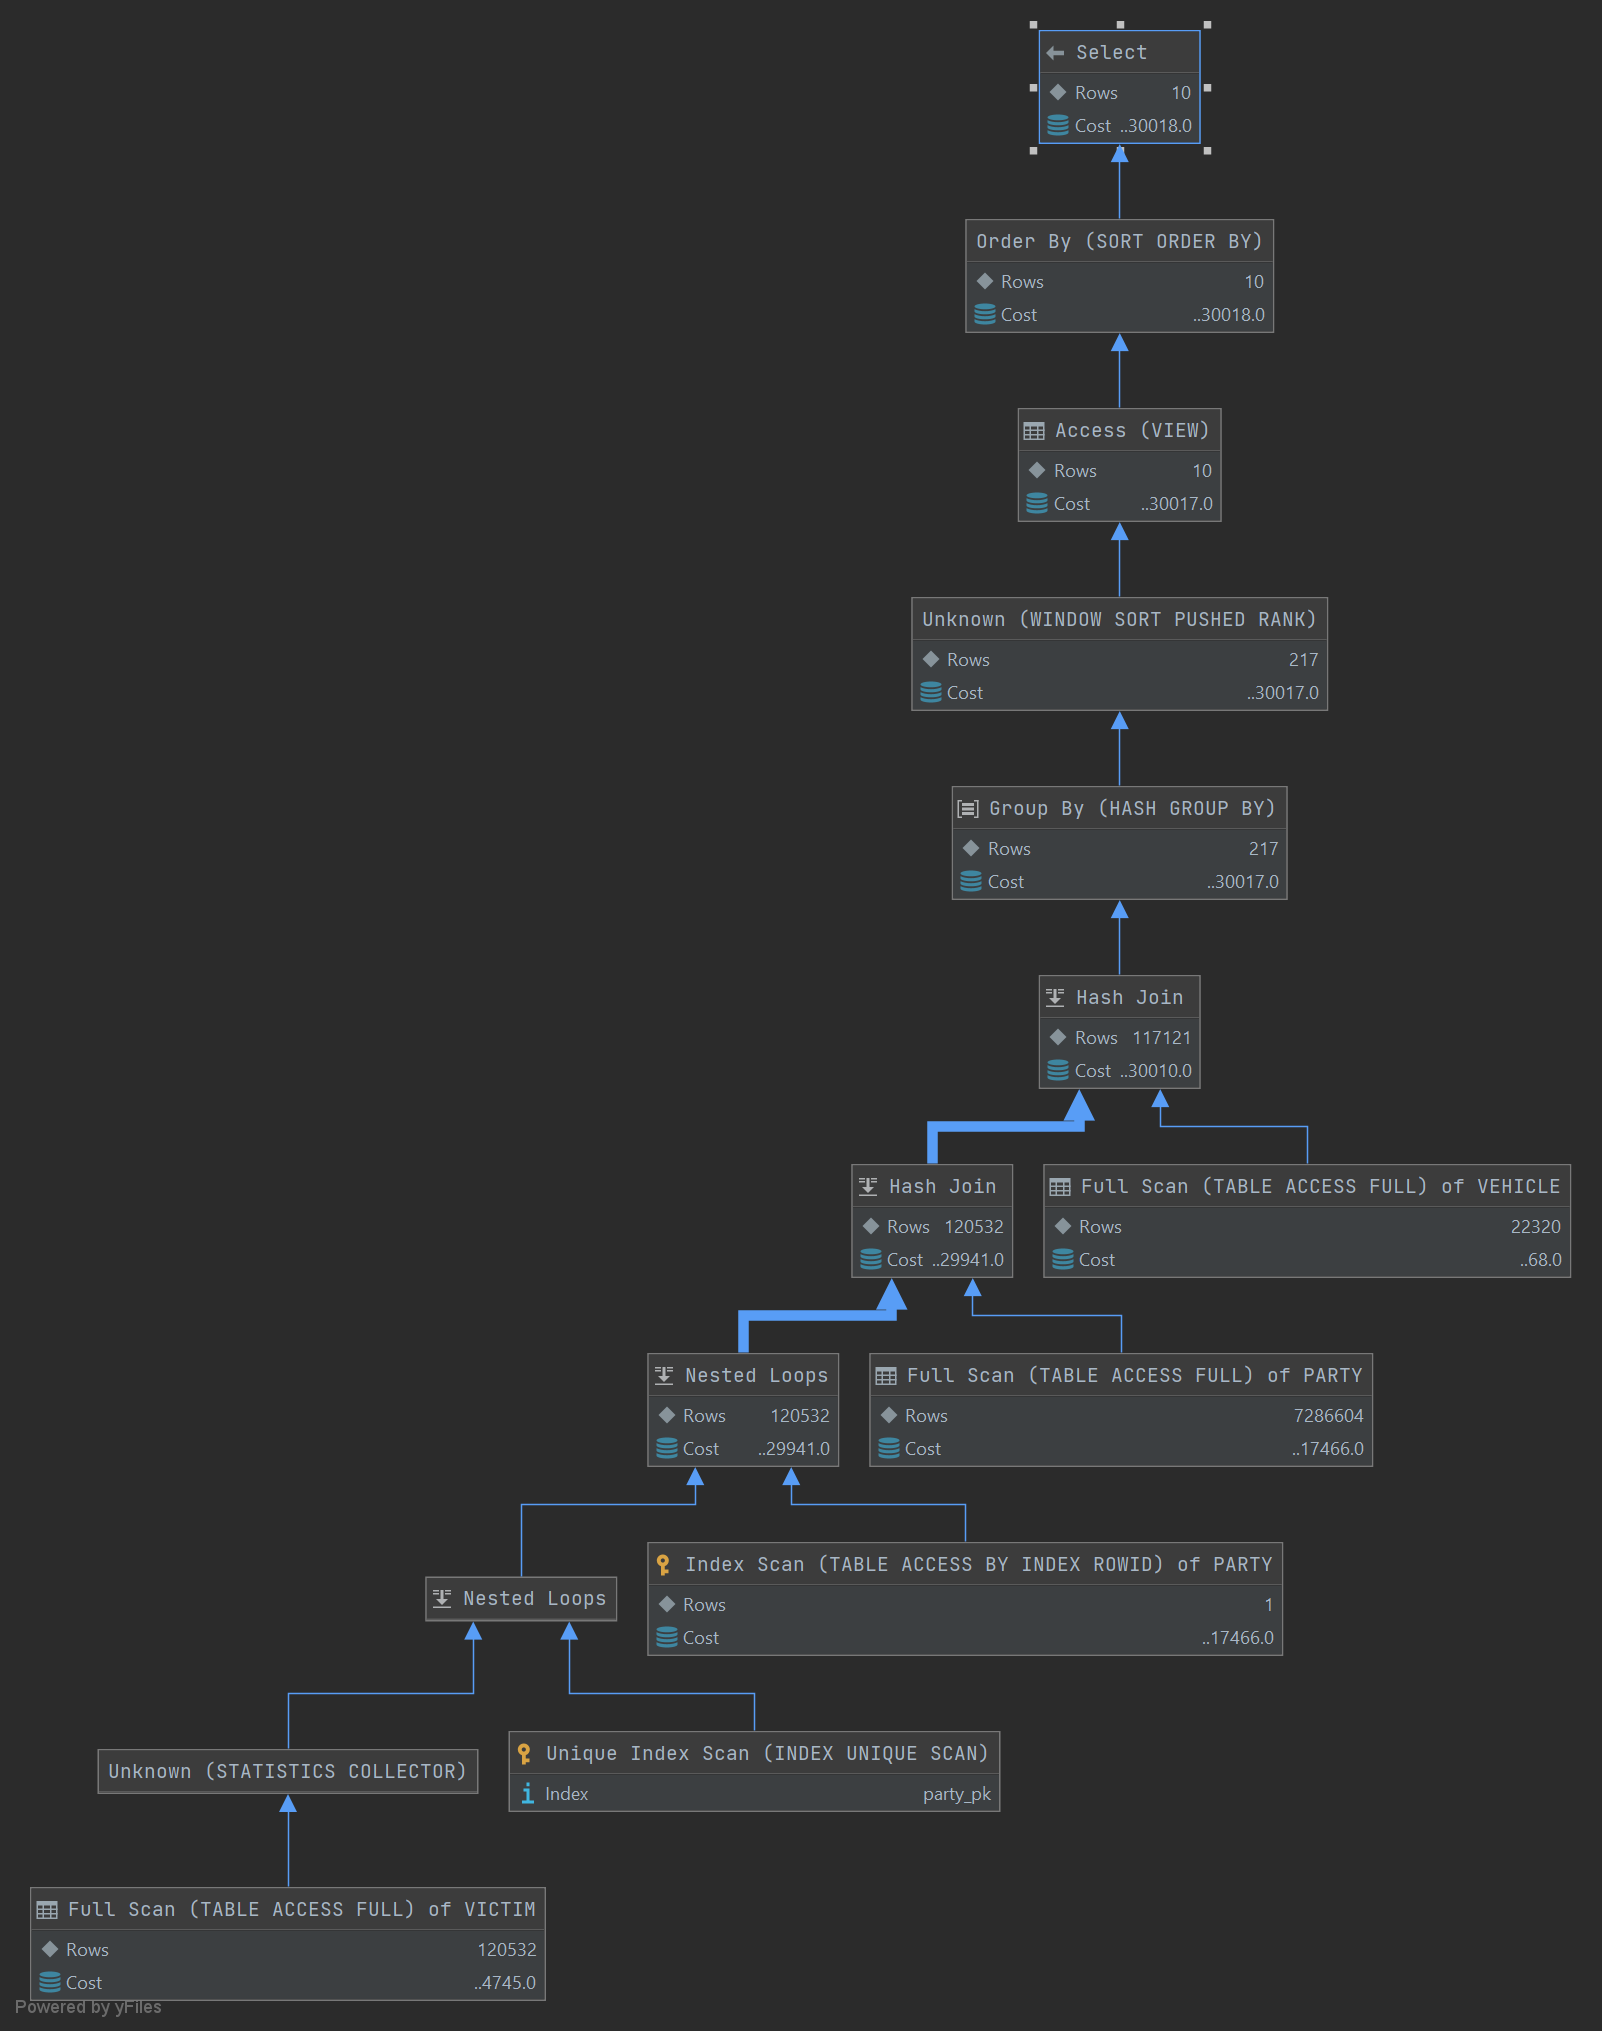 Select
Rows 10
Cost ..30018.0
Order By (SORT ORDER BY)
Rows 10
Cost ..30018.0
Access (VIEW)
Rows 10
Cost ..30017.0
Unknown (WINDOW SORT PUSHED RANK)
Rows 217
Cost ..30017.0
Group By (HASH GROUP BY)
Rows 217
Cost ..30017.0
Hash Join
Rows 117121
Cost ..30010.0
Hash Join
Rows 120532
Cost ..29941.0
Full Scan (TABLE ACCESS FULL) of VEHICLE
Rows 22320
Cost ..68.0
Nested Loops
Rows 120532
Cost ..29941.0
Full Scan (TABLE ACCESS FULL) of PARTY
Rows 7286604
Cost ..17466.0
Nested Loops
Index Scan (TABLE ACCESS BY INDEX ROWID) of PARTY
Rows 1
Cost ..17466.0
Unknown (STATISTICS COLLECTOR)
Unique Index Scan (INDEX UNIQUE SCAN)
Index party_pk
Full Scan (TABLE ACCESS FULL) of VICTIM
Rows 120532
Cost ..4745.0
Powered by yFiles